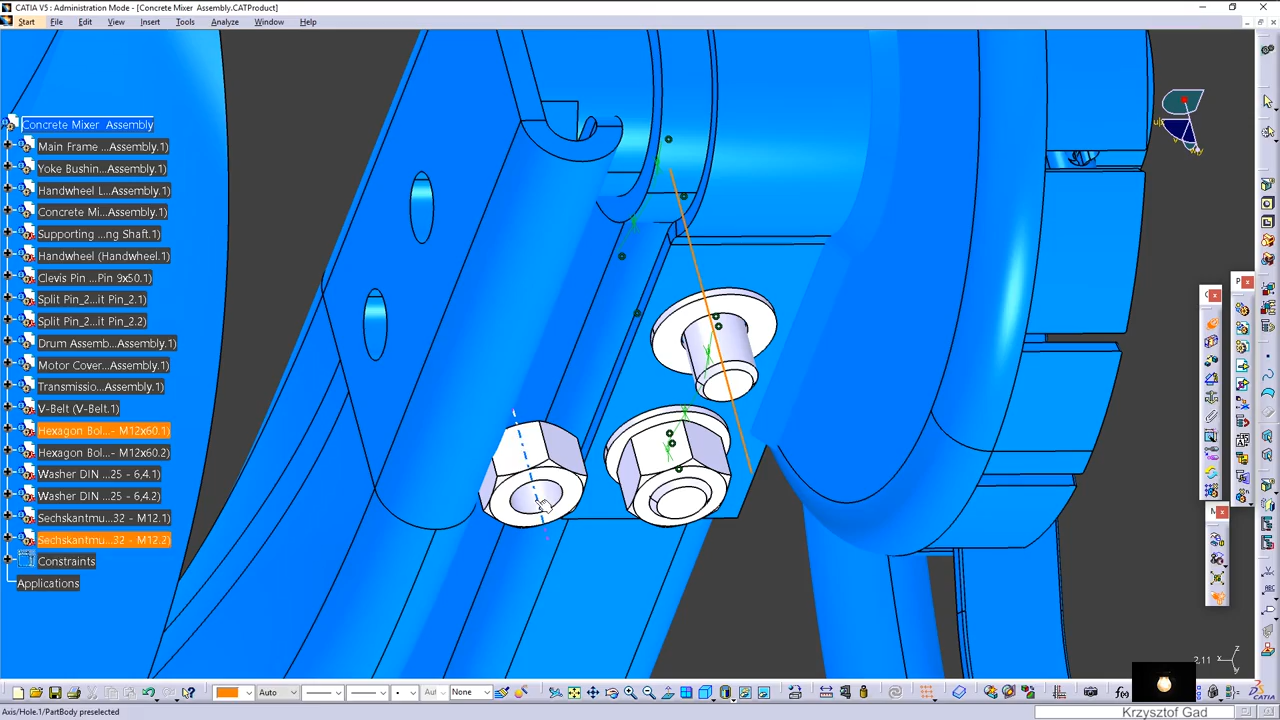 CATIA V5 : Administration Mode - [Concrete Mixer Assembly.CATProduct]
Start File Edit View Insert Tools Analyze Window Help
Concrete Mixer Assembly
Main Frame ...Assembly.1)
Yoke Bushin...Assembly.1)
Handwheel L...Assembly.1)
Concrete Mi...Assembly.1)
Supporting ...ng Shaft.1)
Handwheel (Handwheel.1)
Clevis Pin ...Pin 9x50.1)
Split Pin_2...it Pin_2.1)
Split Pin_2...it Pin_2.2)
Drum Assemb...Assembly.1)
Motor Cover...Assembly.1)
Transmissio...Assembly.1)
V-Belt (V-Belt.1)
Hexagon Bol...- M12x60.1)
Hexagon Bol...- M12x60.2)
Washer DIN ...25 - 6,4.1)
Washer DIN ...25 - 6,4.2)
Sechskantmu...32 - M12.1)
Sechskantmu...32 - M12.2)
Constraints
Applications
2,11
Auto
None
CATIA
Axis/Hole.1/PartBody preselected
Krzysztof Gad